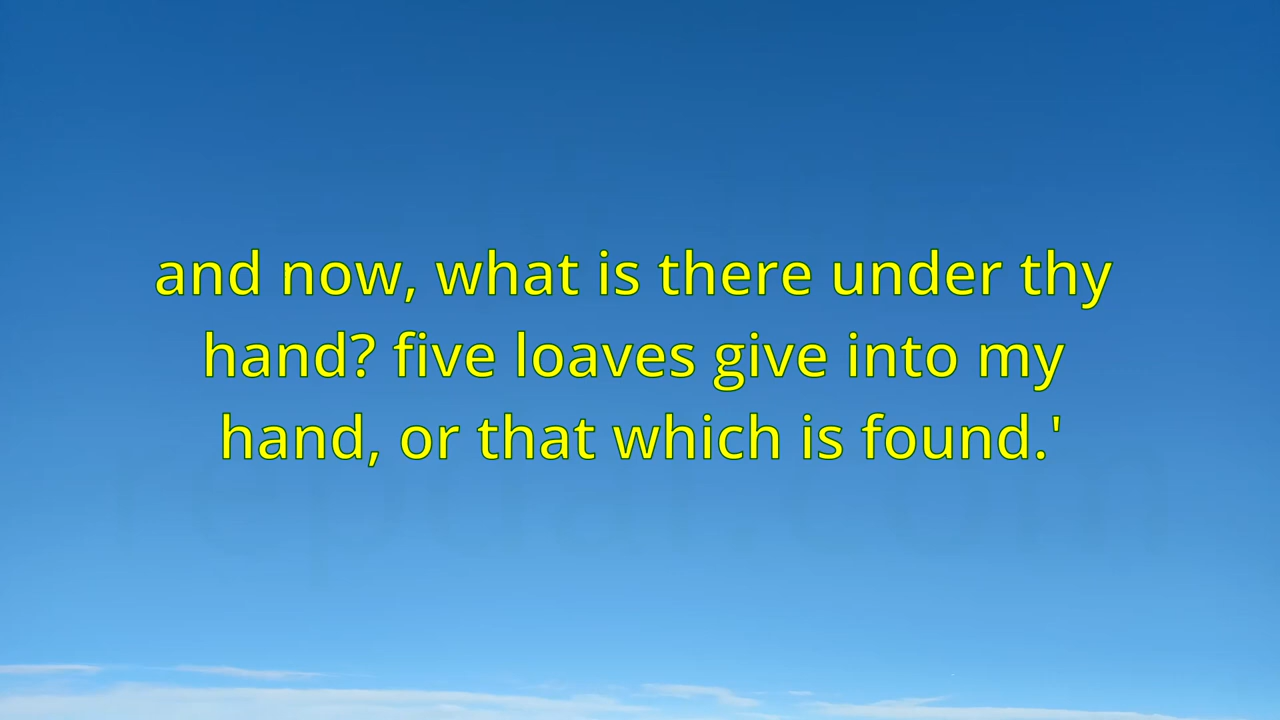 and now, what is there under thy
hand? five loaves give into my
hand, or that which is found.'